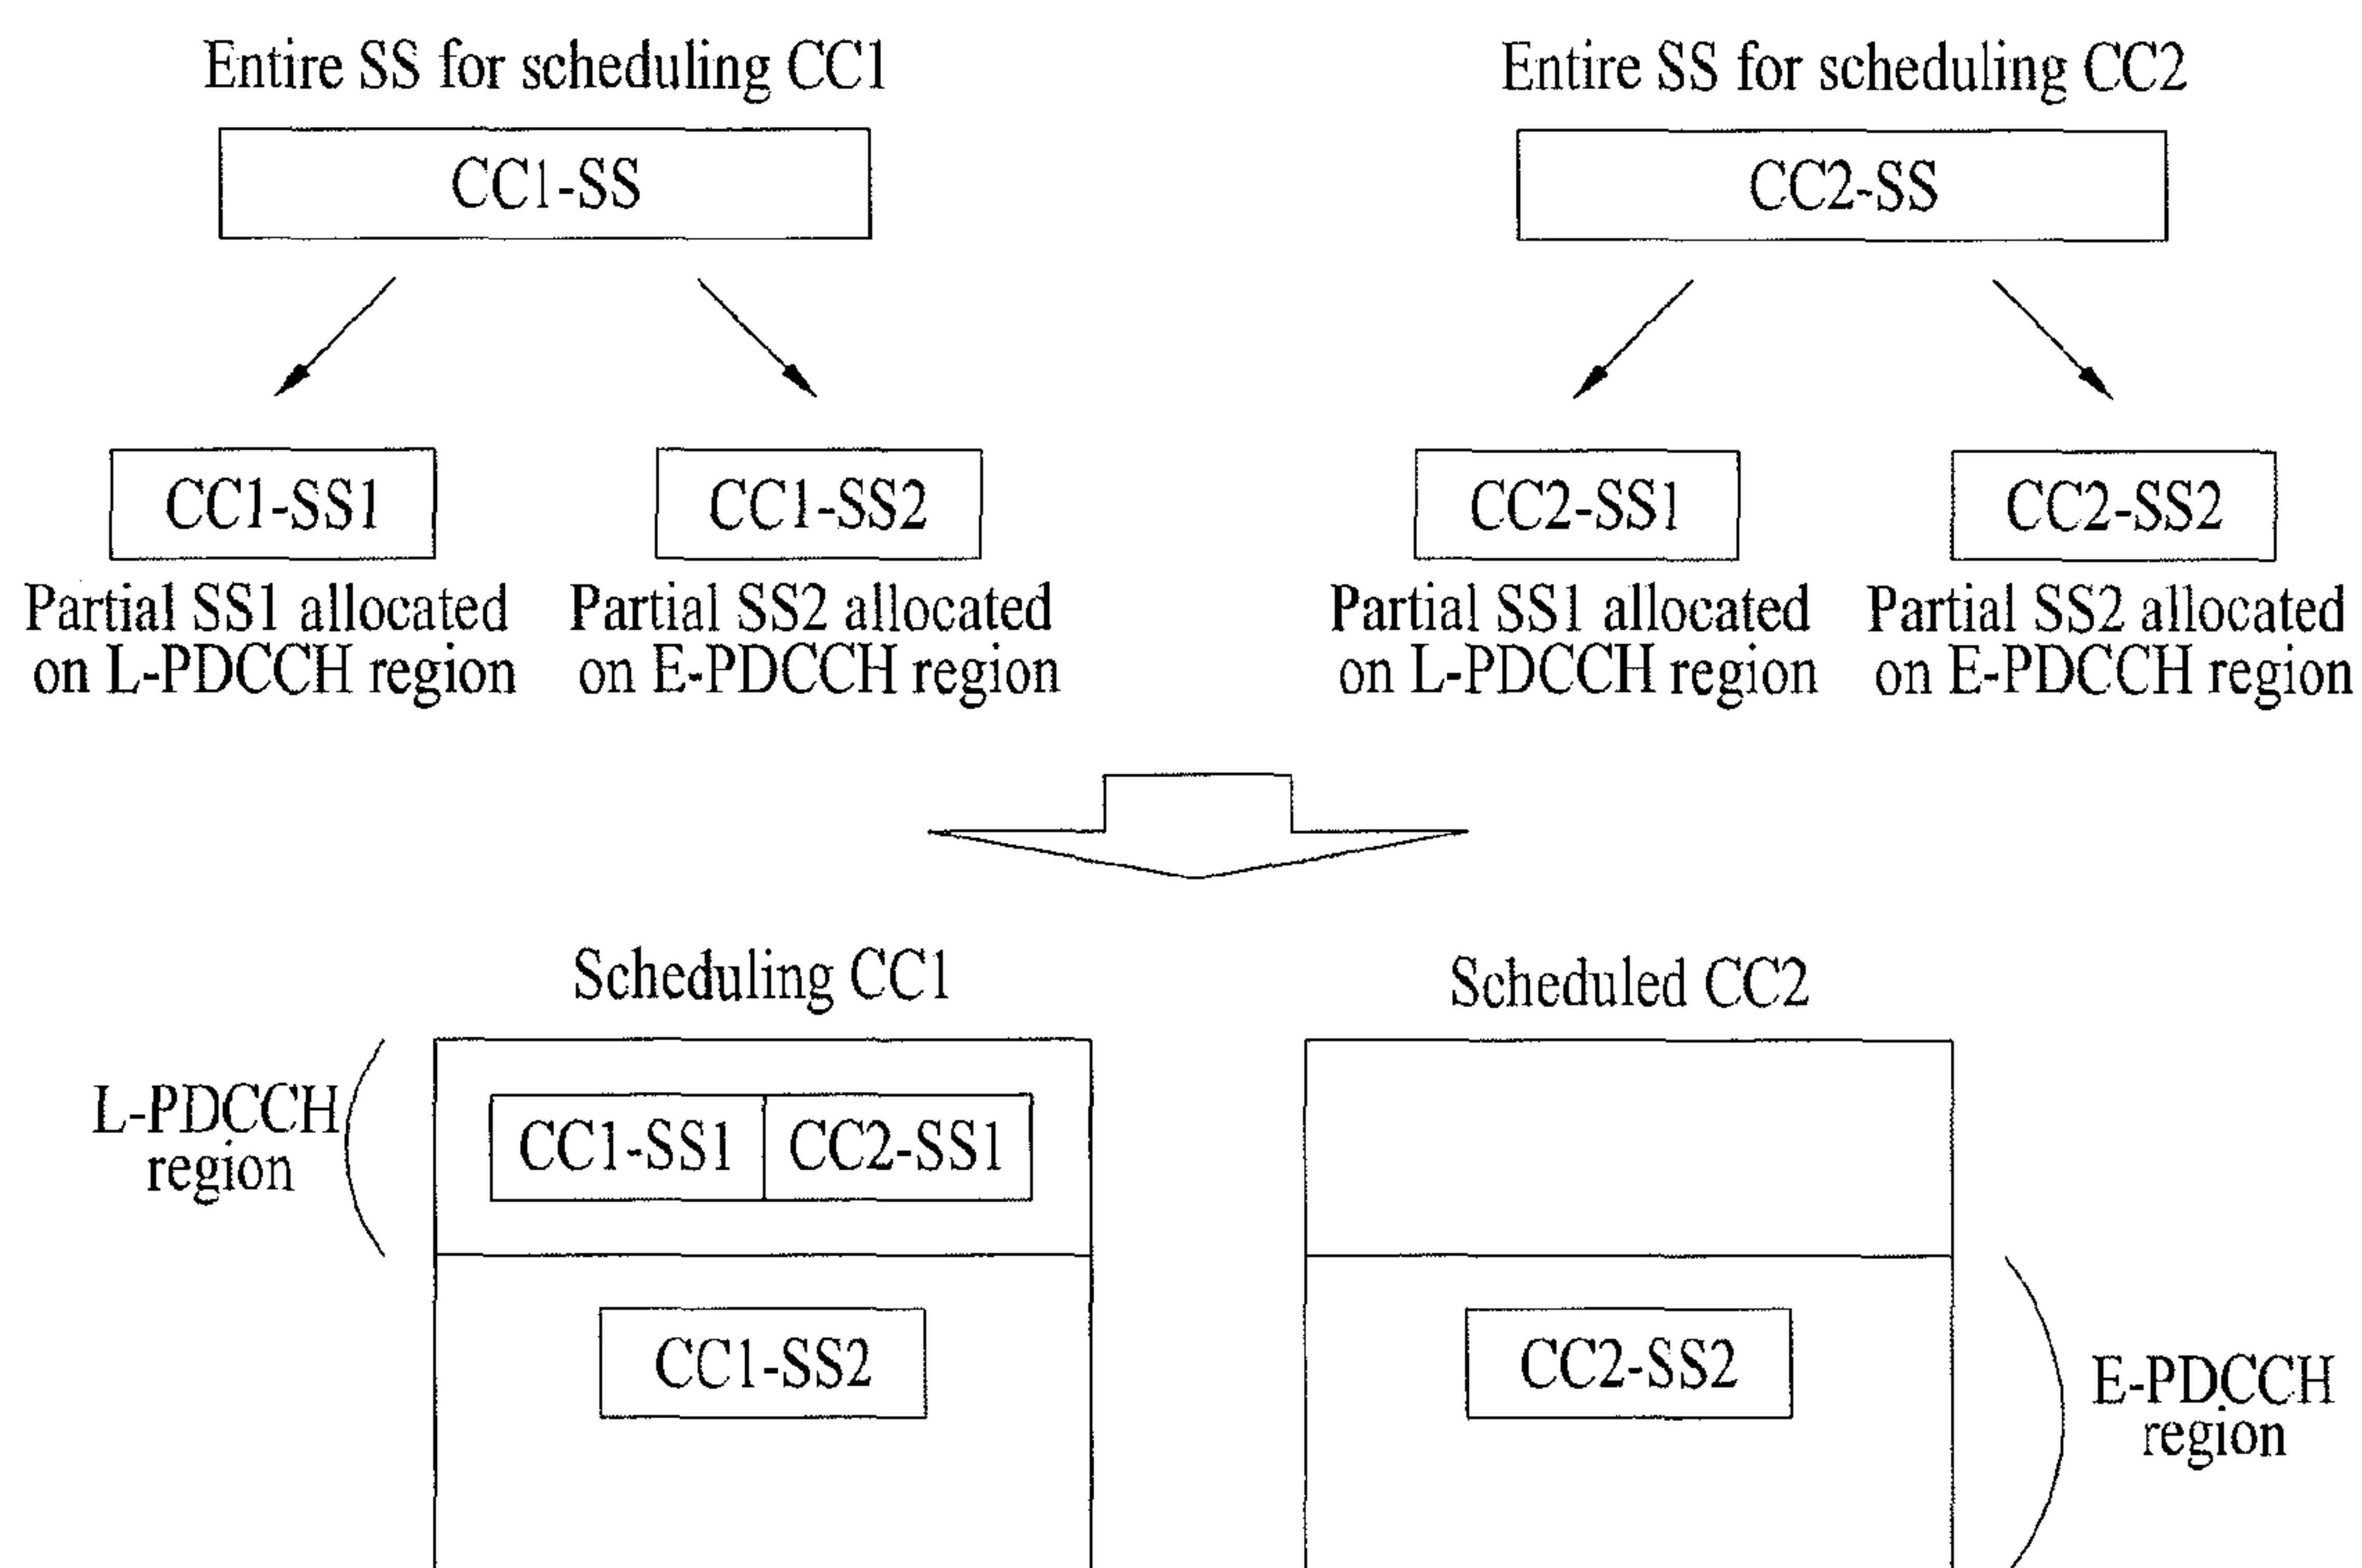 Entire SS for scheduling CC1
Entire SS for scheduling CC2
CC1-SS
CC2-SS
CC1-SS1
CC1-SS2
CC2-SS1
CC2-SS2
Partial SS1 allocated
on L-PDCCH region
Partial SS2 allocated
on E-PDCCH region
Partial SS1 allocated
on L-PDCCH region
Partial SS2 allocated
on E-PDCCH region
Scheduling CC1
Scheduled CC2
L-PDCCH
region
CC1-SS1
CC2-SS1
CC1-SS2
CC2-SS2
E-PDCCH
region